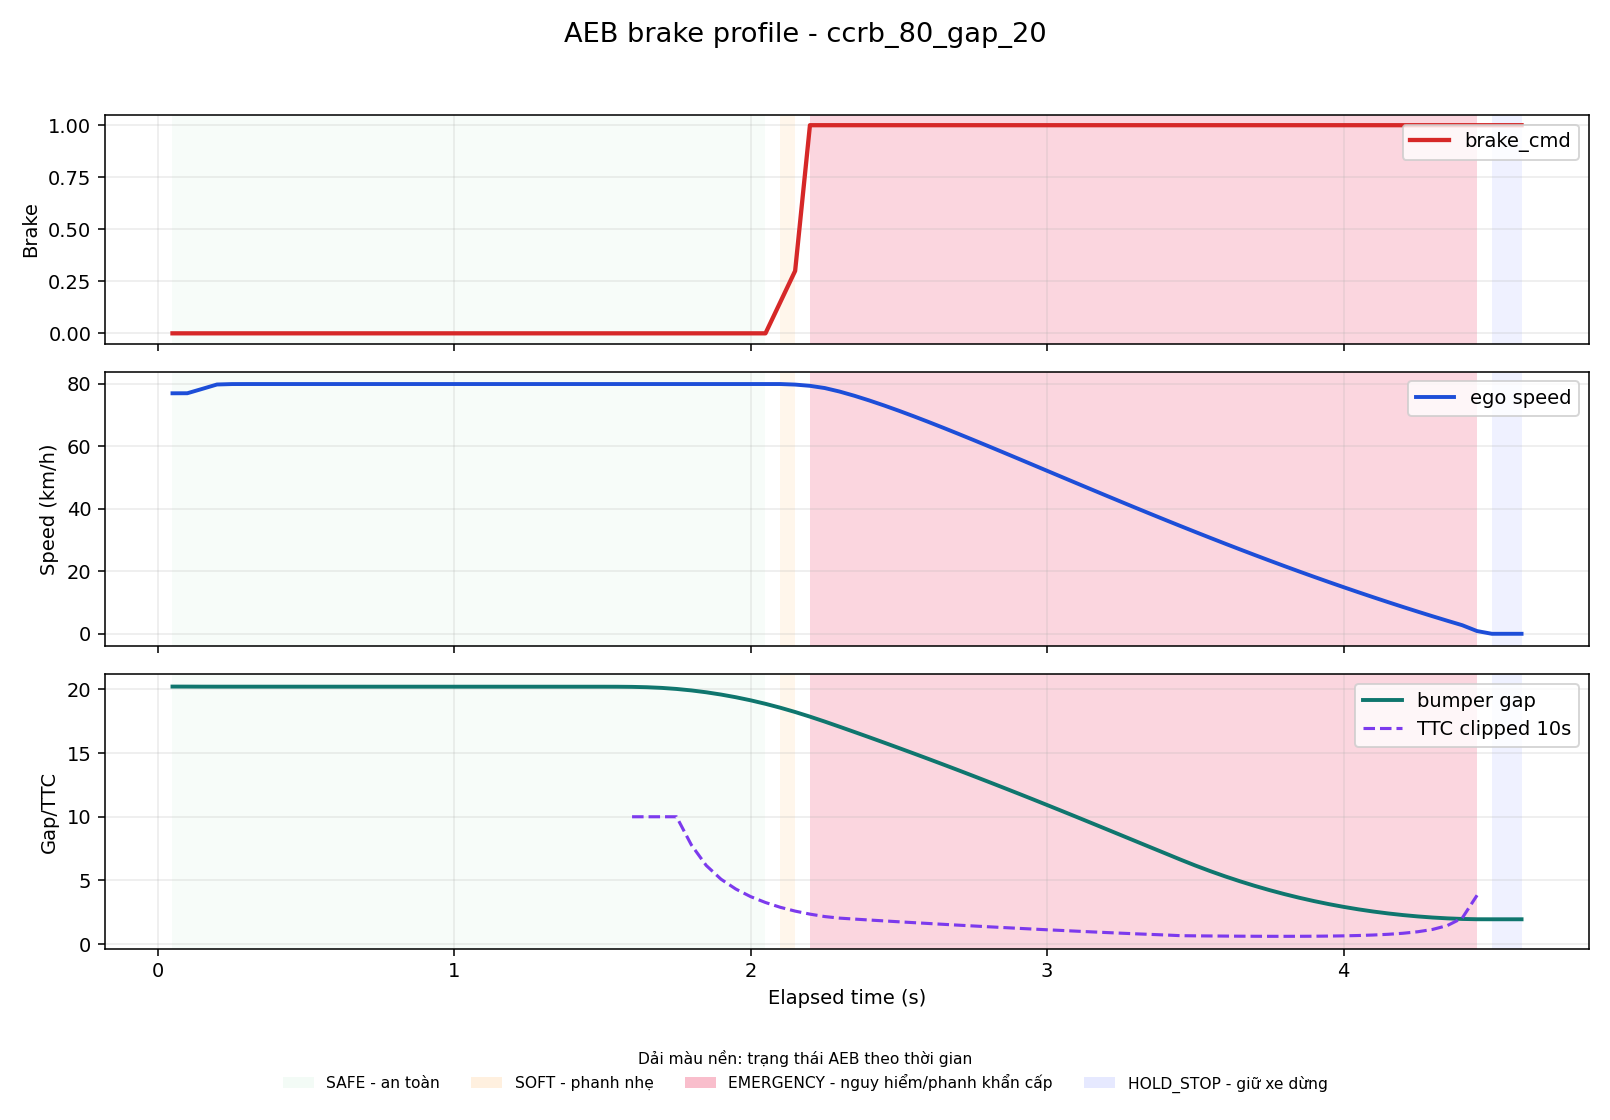 AEB brake profile - ccrb_80_gap_20
1.00
0.75
0.50
0.25
0.00
Brake
brake_cmd
80
60
40
20
0
Speed (km/h)
ego speed
20
15
10
5
0
Gap/TTC
bumper gap
TTC clipped 10s
0 1 2 3 4
Elapsed time (s)
Dải màu nền: trạng thái AEB theo thời gian
SAFE - an toàn SOFT - phanh nhẹ EMERGENCY - nguy hiểm/phanh khẩn cấp HOLD_STOP - giữ xe dừng